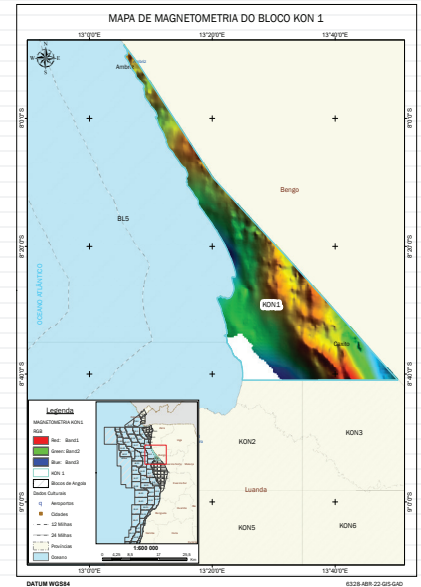 MAPA DE MAGNETOMETRIA DO BLOCO KON 1
13°0'0"E 13°20'0"E 13°40'0"E
N
W E
S
Ambriz
8°0'0"S 8°0'0"S
Bengo
BL5
8°20'0"S 8°20'0"S
OCEANO ATLÂNTICO
KON1
Caxito
8°40'0"S 8°40'0"S
Legenda
MAGNETOMETRIA KON1
RGB
Red: Band1
Green: Band2
Blue: Band3
KON 1
Blocos de Angola
Dados Culturais
Aeroportos
Cidades
12 Milhas
24 Milhas
Províncias
Oceano
KON2
KON3
Luanda
9°0'0"S 9°0'0"S
KON5
KON6
1:600 000
Km
13°0'0"E 13°20'0"E 13°40'0"E
DATUM WGS84
6328-ABR-22-GIS-GAD